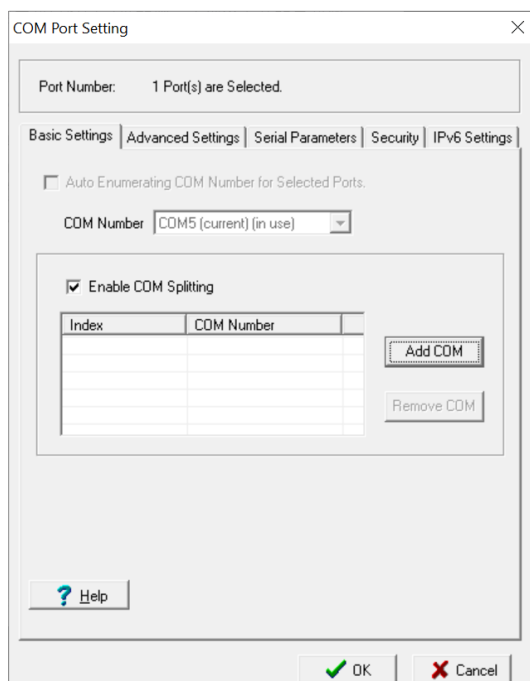 COM Port Setting
Port Number: 1 Port(s) are Selected.
Basic Settings Advanced Settings Serial Parameters Security IPv6 Settings
Auto Enumerating COM Number for Selected Ports.
COM Number COM5 (current) (in use)
Enable COM Splitting
Index COM Number
Add COM
Remove COM
? Help
OK Cancel